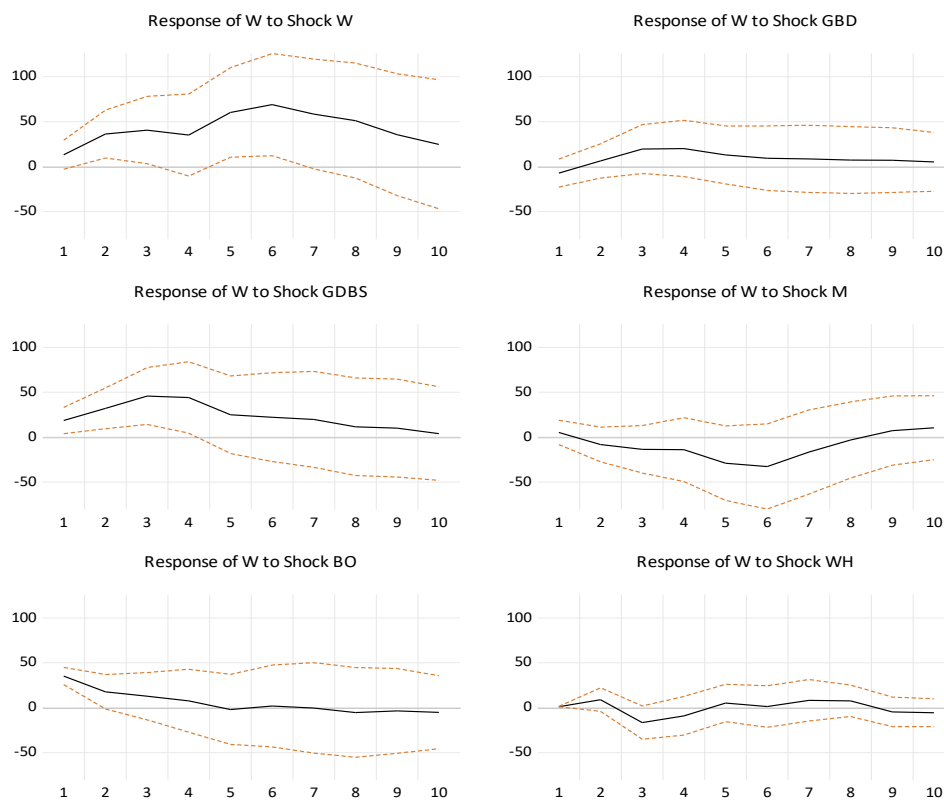 Response of W to Shock W
100
50
0
-50
1 2 3 4 5 6 7 8 9 10
Response of W to Shock GBD
100
50
0
-50
1 2 3 4 5 6 7 8 9 10
Response of W to Shock GDBS
100
50
0
-50
1 2 3 4 5 6 7 8 9 10
Response of W to Shock M
100
50
0
-50
1 2 3 4 5 6 7 8 9 10
Response of W to Shock BO
100
50
0
-50
1 2 3 4 5 6 7 8 9 10
Response of W to Shock WH
100
50
0
-50
1 2 3 4 5 6 7 8 9 10